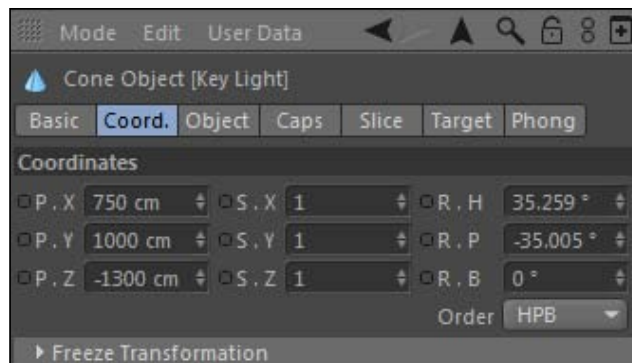 Mode Edit User Data
Cone Object [Key Light]
Basic Coord. Object Caps Slice Target Phong
Coordinates
P . X 750 cm S . X 1 R . H 35.259 °
P . Y 1000 cm S . Y 1 R . P -35.005 °
P . Z -1300 cm S . Z 1 R . B 0 °
Order HPB
Freeze Transformation